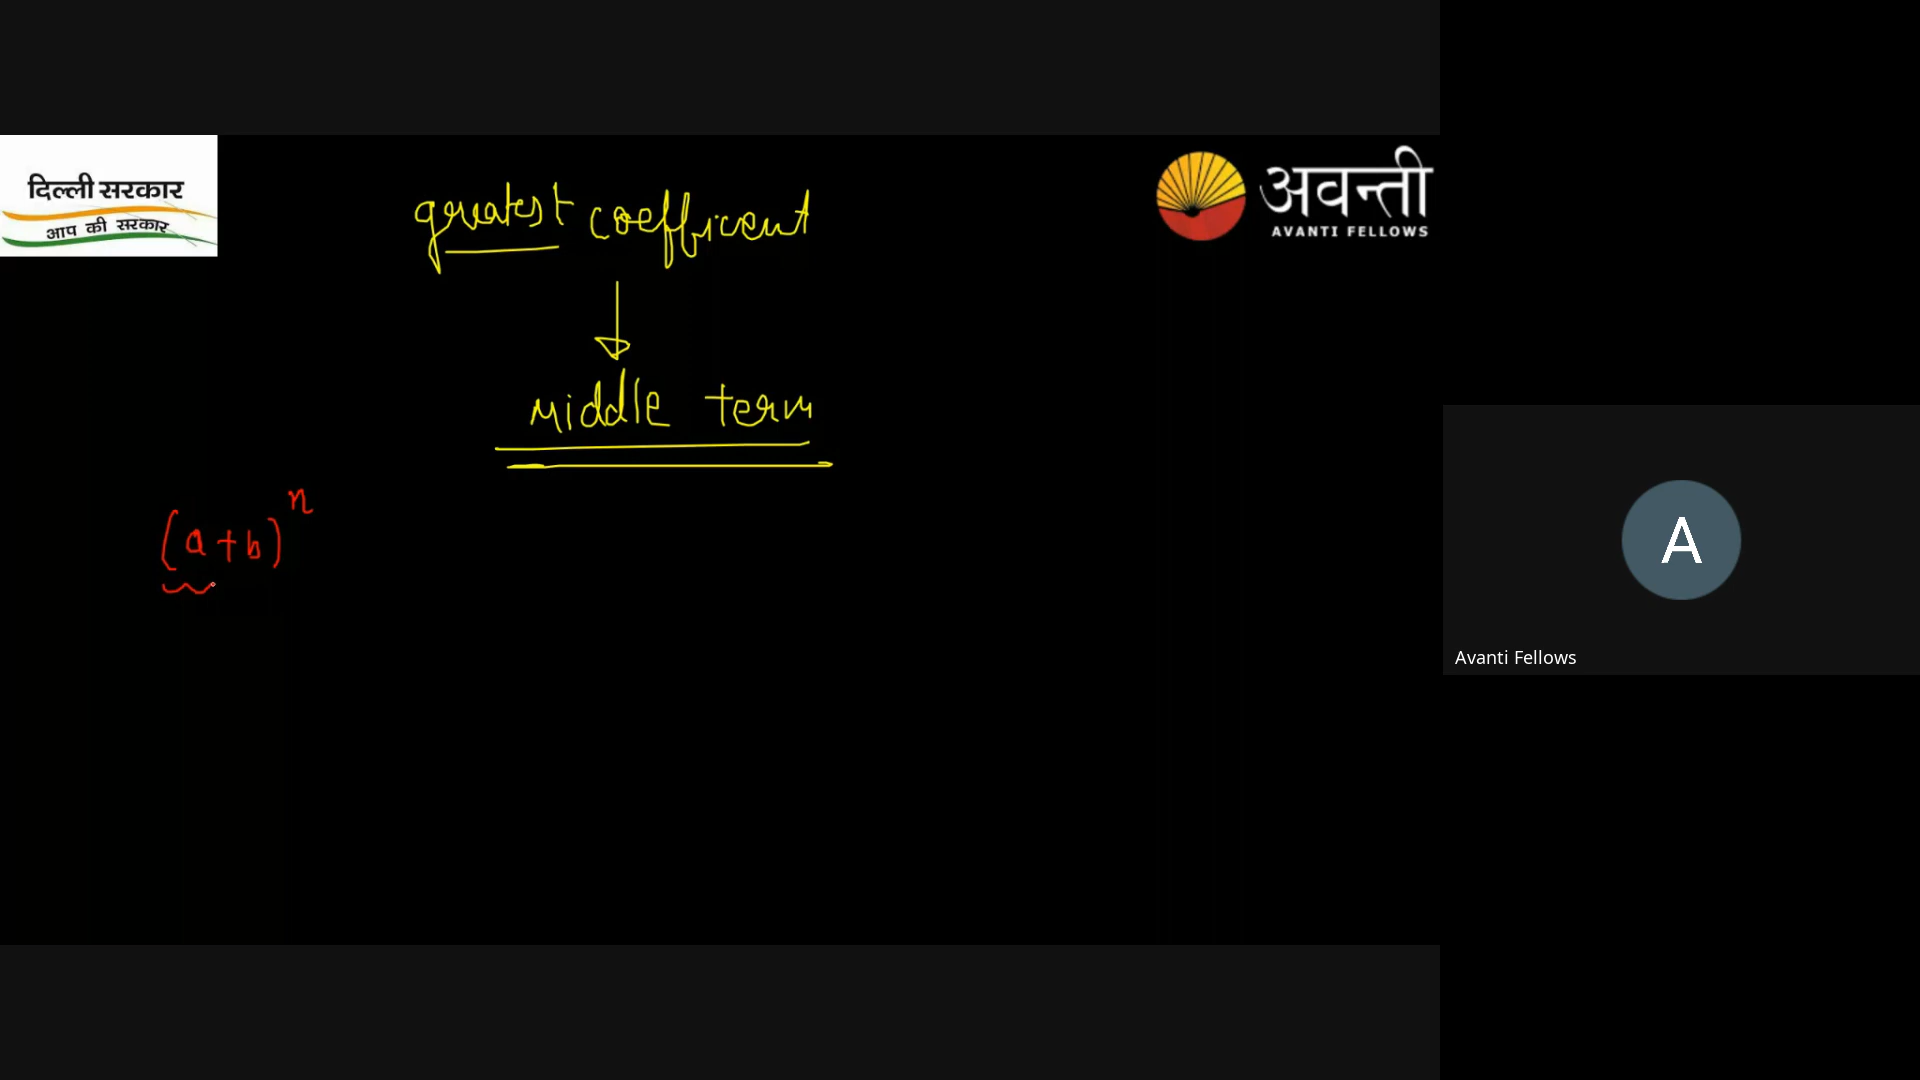 दिल्ली सरकार
आप की सरकार
greatest coefficient
अवन्ती
AVANTI FELLOWS
middle term
(a+b)^n
A
Avanti Fellows